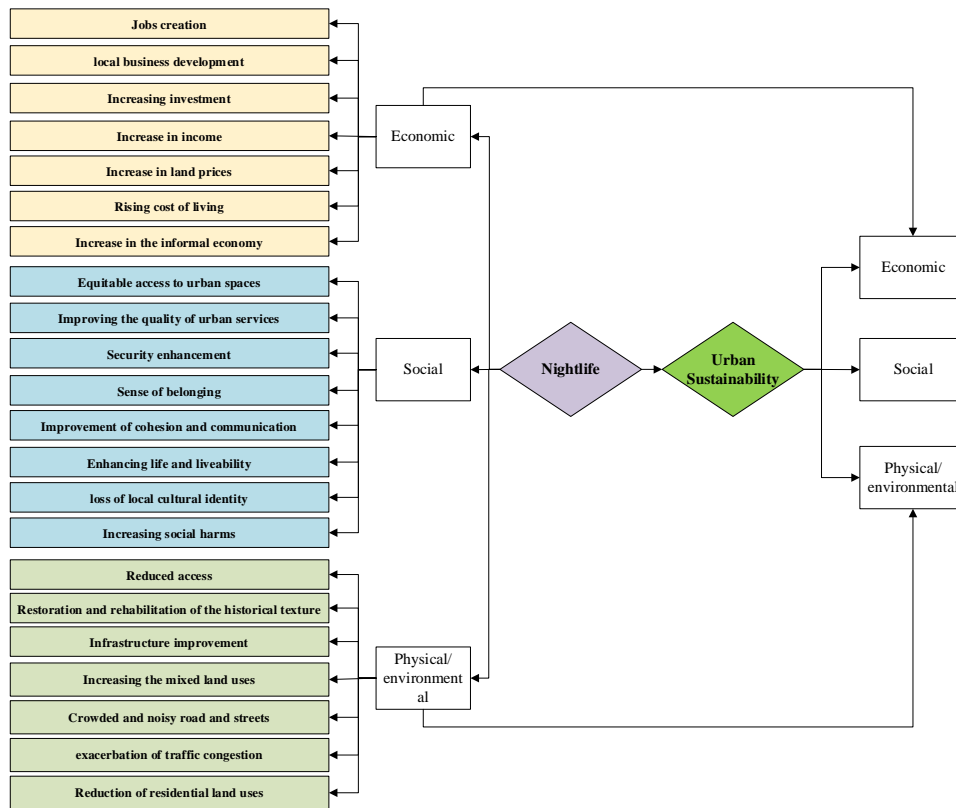 Jobs creation
local business development
Increasing investment
Increase in income
Increase in land prices
Rising cost of living
Increase in the informal economy
Equitable access to urban spaces
Improving the quality of urban services
Security enhancement
Sense of belonging
Improvement of cohesion and communication
Enhancing life and liveability
loss of local cultural identity
Increasing social harms
Reduced access
Restoration and rehabilitation of the historical texture
Infrastructure improvement
Increasing the mixed land uses
Crowded and noisy road and streets
exacerbation of traffic congestion
Reduction of residential land uses
Economic
Social
Physical/
environment
al
Nightlife
Urban
Sustainability
Economic
Social
Physical/
environmental